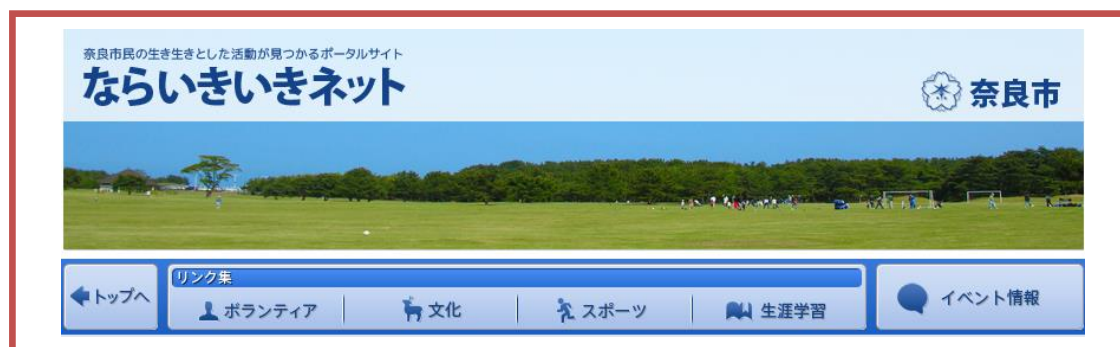 奈良市民の生き生きとした活動が見つかるポータルサイト
ならいきいきネット
奈良市
トップへ
リンク集
ボランティア
文化
スポーツ
生涯学習
イベント情報